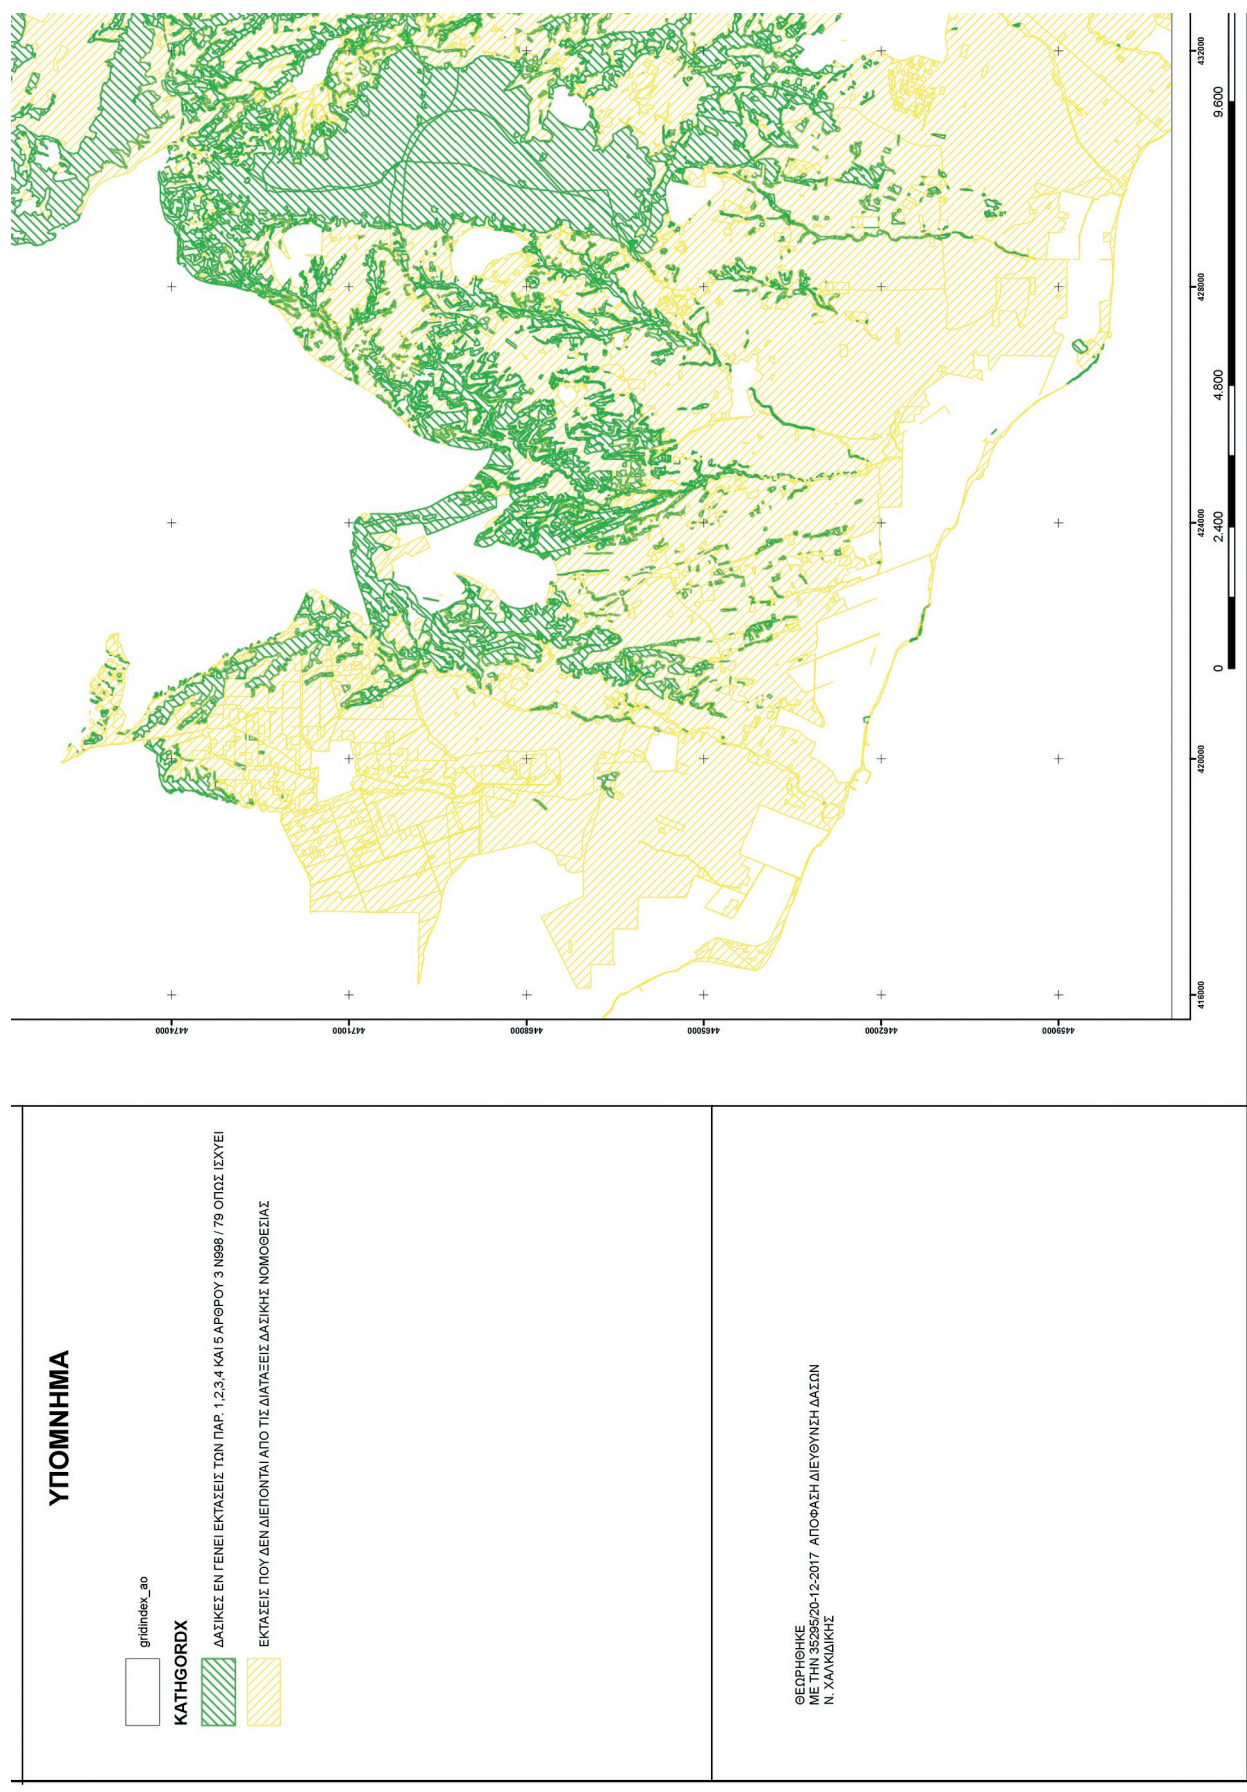 ΥΠΟΜΝΗΜΑ
gridindex_ao
KATHGORDX
ΔΑΣΙΚΕΣ ΕΝ ΓΕΝΕΙ ΕΚΤΑΣΕΙΣ ΤΩΝ ΠΑΡ. 1,2,3,4 ΚΑΙ 5 ΑΡΘΡΟΥ 3 Ν998 / 79 ΟΠΩΣ ΙΣΧΥΕΙ
ΕΚΤΑΣΕΙΣ ΠΟΥ ΔΕΝ ΔΙΕΠΟΝΤΑΙ ΑΠΟ ΤΙΣ ΔΙΑΤΑΞΕΙΣ ΔΑΣΙΚΗΣ ΝΟΜΟΘΕΣΙΑΣ
ΘΕΩΡΗΘΗΚΕ
ΜΕ ΤΗΝ 35295/20-12-2017 ΑΠΟΦΑΣΗ ΔΙΕΥΘΥΝΣΗ ΔΑΣΩΝ
Ν. ΧΑΛΚΙΔΙΚΗΣ
4474000
4471000
4468000
4465000
4462000
4459000
416000
420000
424000
428000
432000
0
2.400
4.800
9.600